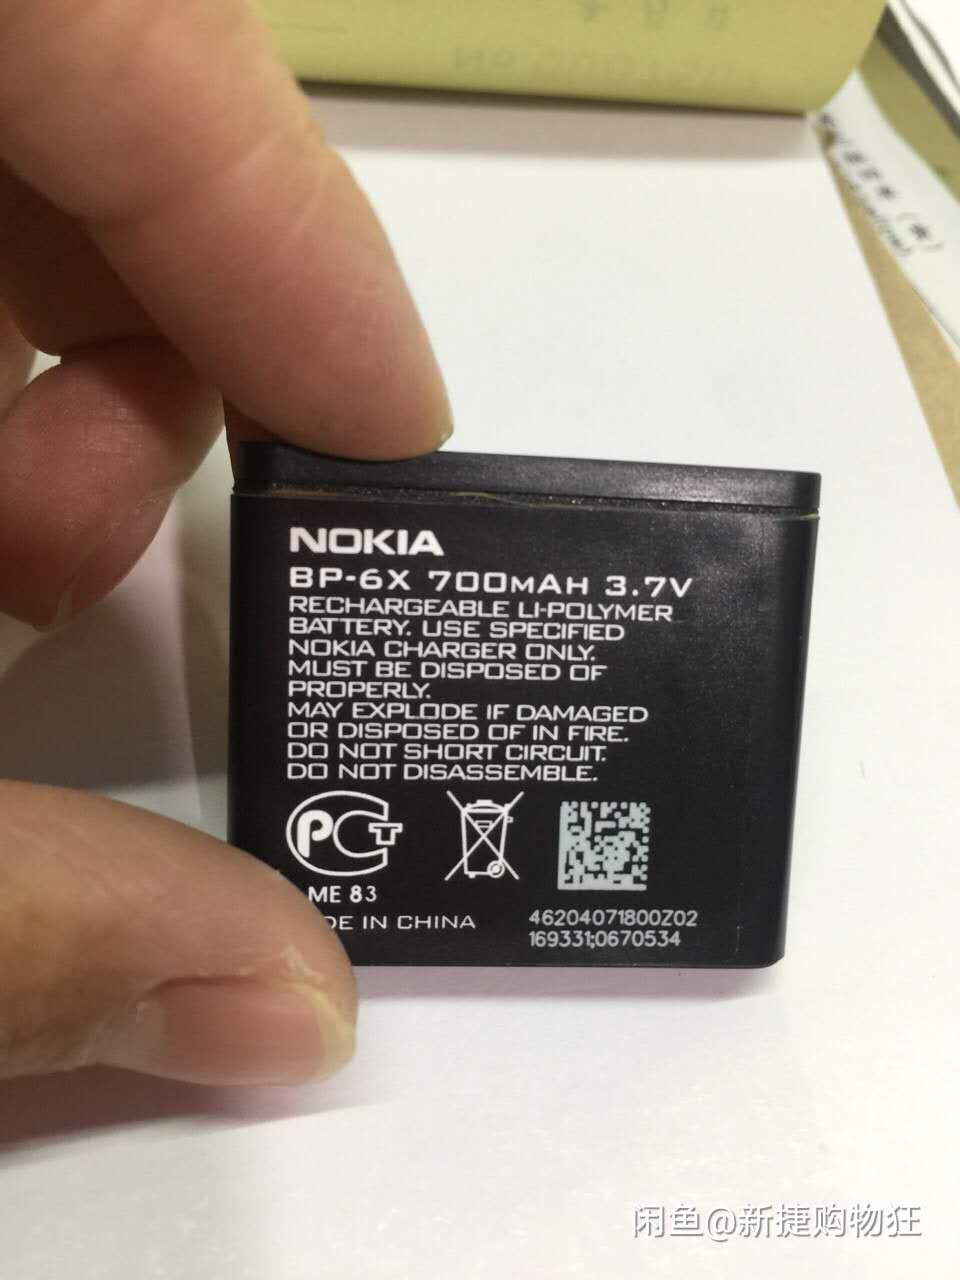 NOKIA
BP-6X 700MAH 3.7V
RECHARGEABLE LI-POLYMER
BATTERY. USE SPECIFIED
NOKIA CHARGER ONLY.
MUST BE DISPOSED OF
PROPERLY.
MAY EXPLODE IF DAMAGED
OR DISPOSED OF IN FIRE.
DO NOT SHORT CIRCUIT.
DO NOT DISASSEMBLE.
PCT
ME 83
DE IN CHINA
46204071800Z02
169331;0670534
闲鱼@新捷购物狂